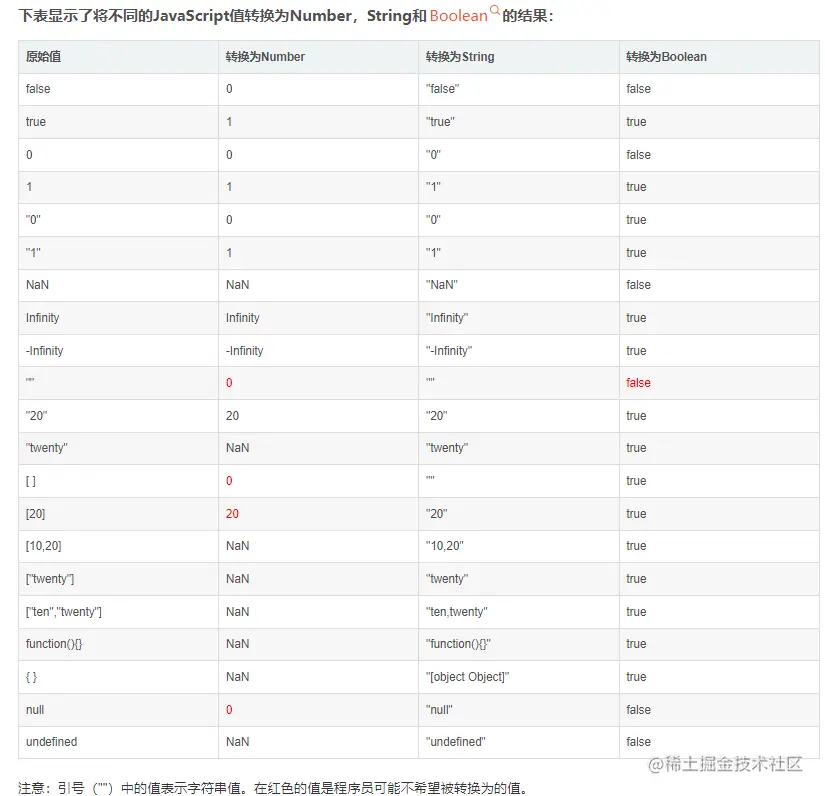 下表显示了将不同的JavaScript值转换为Number，String和Boolean的结果：
原始值 转换为Number 转换为String 转换为Boolean
false 0 "false" false
true 1 "true" true
0 0 "0" false
1 1 "1" true
"0" 0 "0" true
"1" 1 "1" true
NaN NaN "NaN" false
Infinity Infinity "Infinity" true
-Infinity -Infinity "-Infinity" true
"" 0 "" false
"20" 20 "20" true
"twenty" NaN "twenty" true
[ ] 0 "" true
[20] 20 "20" true
[10,20] NaN "10,20" true
["twenty"] NaN "twenty" true
["ten","twenty"] NaN "ten,twenty" true
function(){} NaN "function(){}" true
{ } NaN "[object Object]" true
null 0 "null" false
undefined NaN "undefined" false
@稀土掘金技术社区
注意：引号（""）中的值表示字符串值。在红色的值是程序员可能不希望被转换为的值。